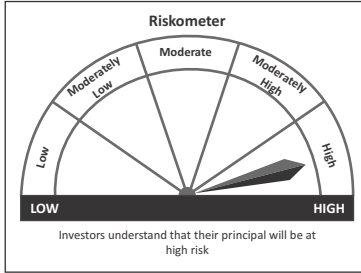 Riskometer
Low
Moderately
Low
Moderate
Moderately
High
High
LOW
HIGH
Investors understand that their principal will be at
high risk